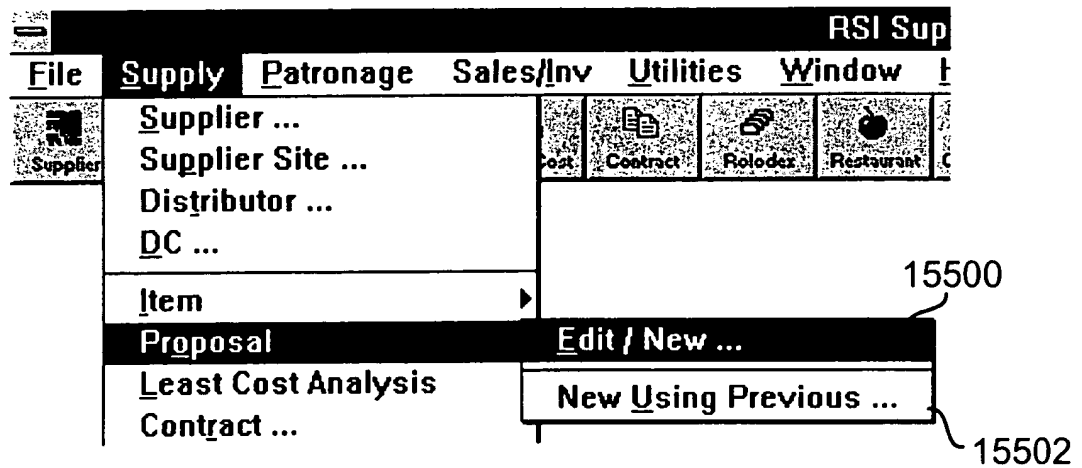 RSI Sup
File Supply Patronage Sales/Inv Utilities Window
Supplier Cost Contract Rolodex Restaurant
Supplier ...
Supplier Site ...
Distributor ...
DC ...
Item
Proposal
Least Cost Analysis
Contract ...
Edit / New ...
New Using Previous ...
15500
15502